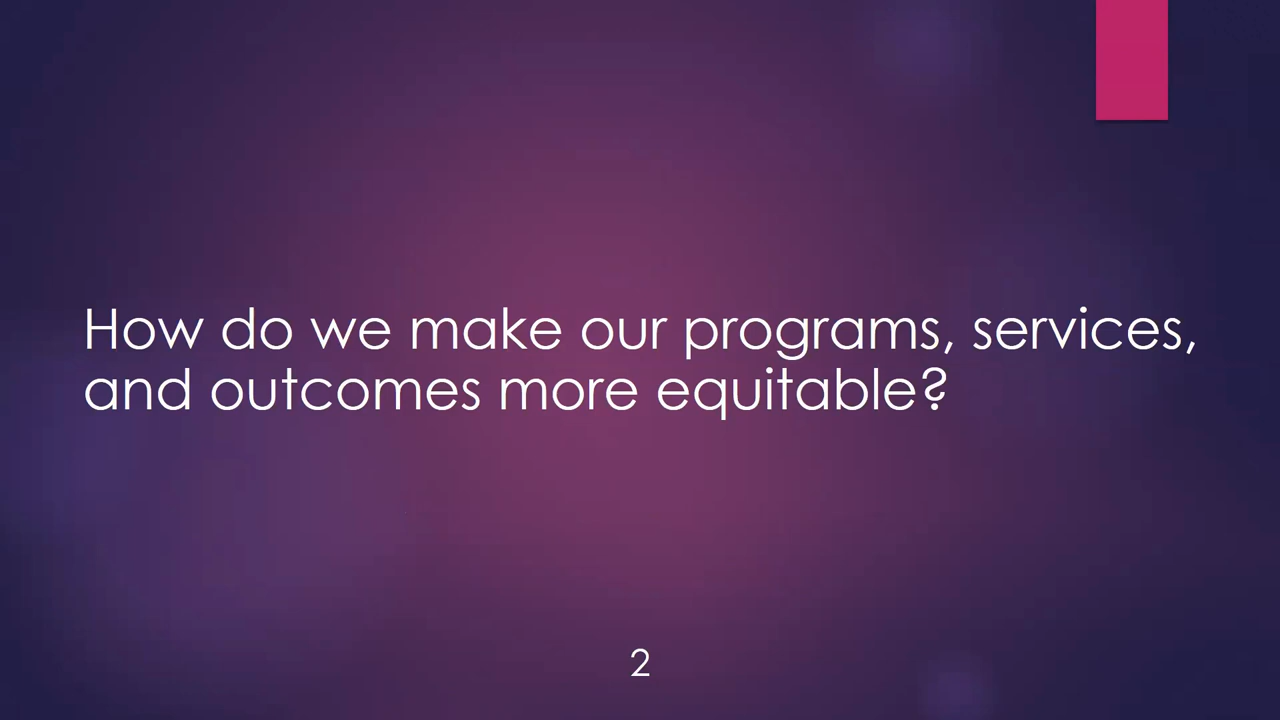 How do we make our programs, services,
and outcomes more equitable?
2